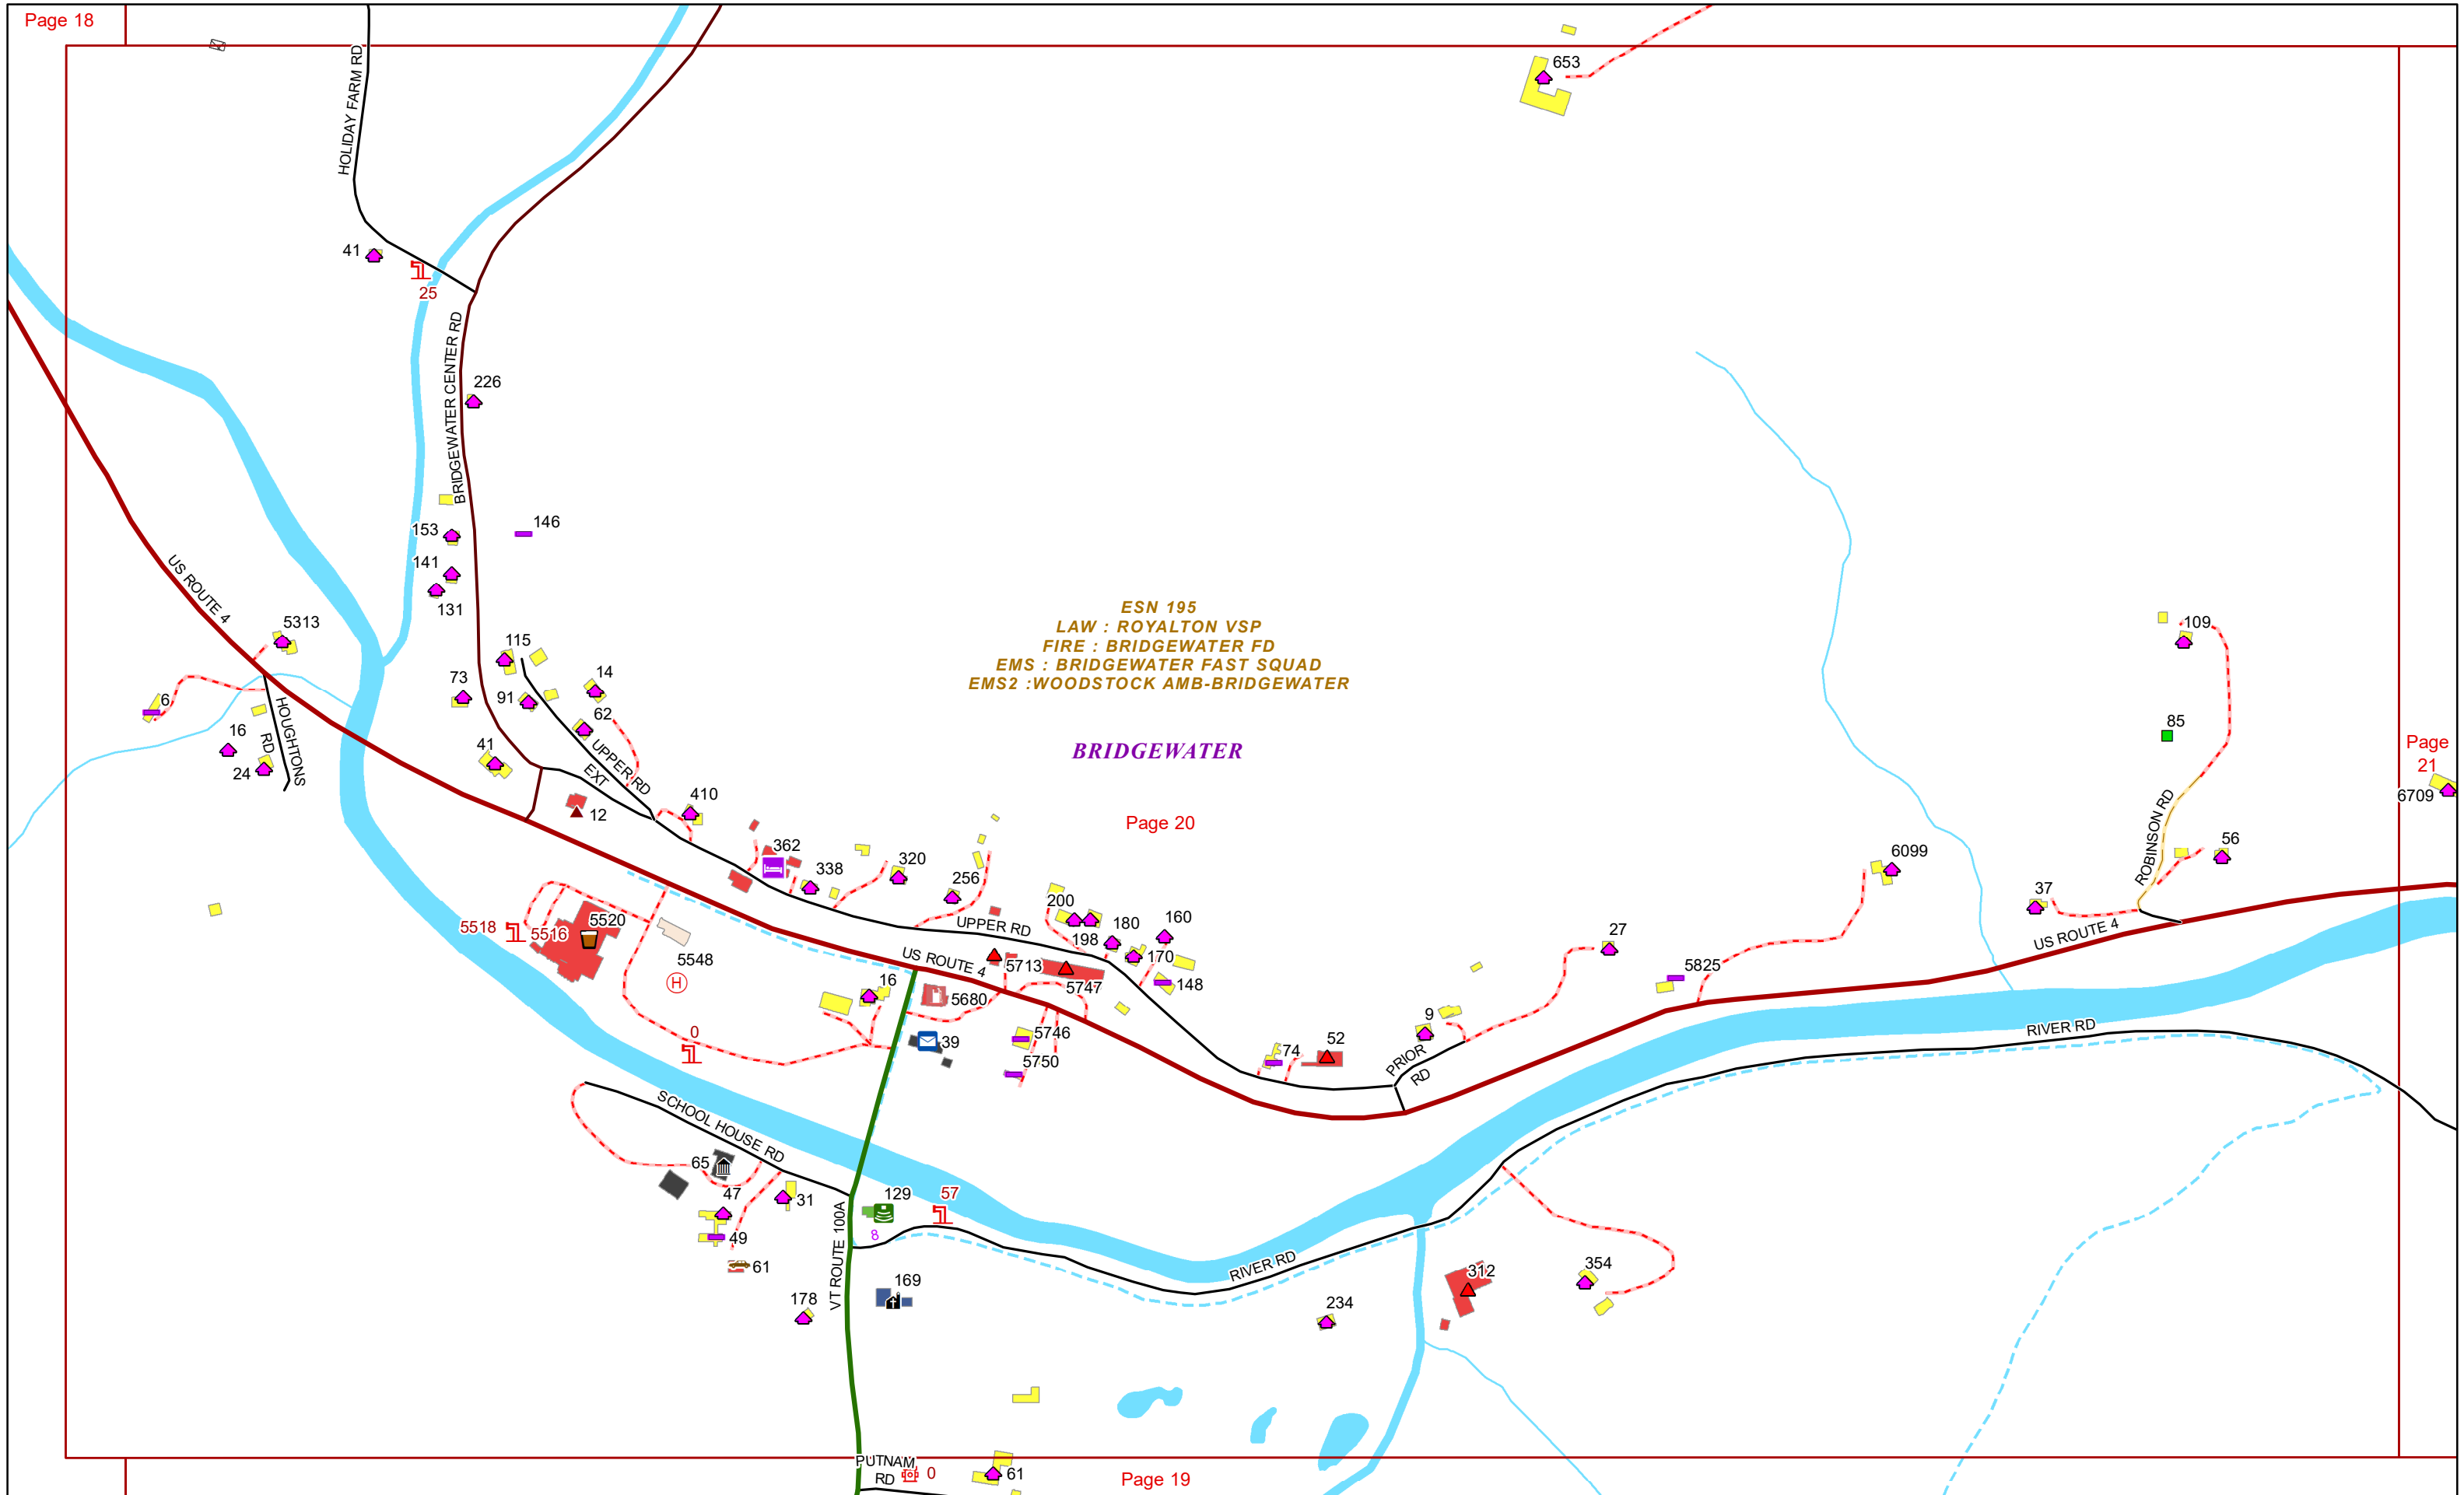 Page 18
HOLIDAY FARM RD
653
41
25
BRIDGEWATER CENTER RD
226
153
146
141
131
US ROUTE 4
5313
115
14
73
91
62
6
16
24
HOUGHTONS
RD
41
UPPER RD
EXT
12
410
ESN 195
LAW : ROYALTON VSP
FIRE : BRIDGEWATER FD
EMS : BRIDGEWATER FAST SQUAD
EMS2 :WOODSTOCK AMB-BRIDGEWATER
BRIDGEWATER
Page 20
109
85
Page
21
6709
ROBINSON RD
56
37
6099
362
338
320
256
200
198
180
160
170
148
UPPER RD
US ROUTE 4
5518
5516
5520
5548
H
0
16
5713
5747
5680
39
5746
5750
74
52
9
PRIOR
RD
27
5825
US ROUTE 4
RIVER RD
SCHOOL HOUSE RD
65
47
31
49
61
129
57
8
VT ROUTE 100A
169
178
RIVER RD
234
312
354
PUTNAM
RD
0
61
Page 19